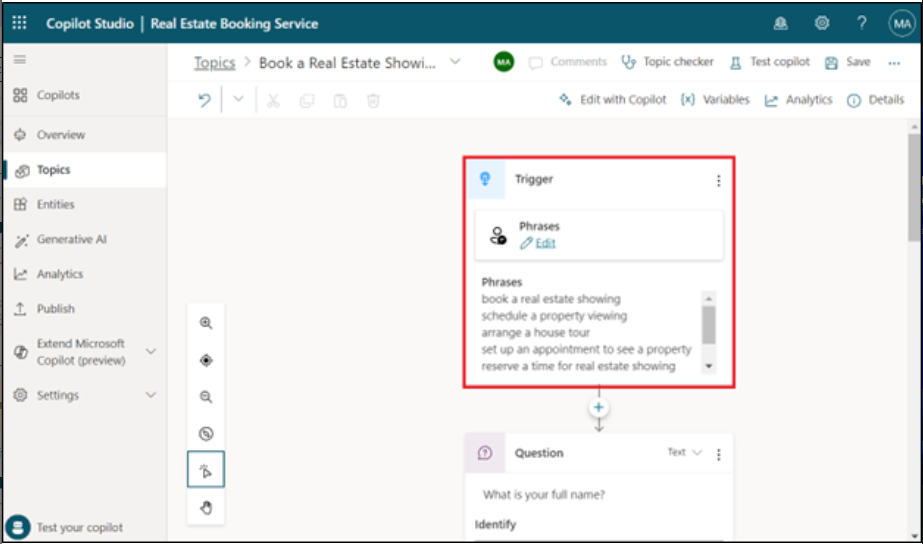 Copilot Studio | Real Estate Booking Service
MA
Topics > Book a Real Estate Showi...
MA
Comments
Topic checker
Test copilot
Save
...
Edit with Copilot
{x} Variables
Analytics
Details
Copilots
Overview
Topics
Entities
Generative AI
Analytics
Publish
Extend Microsoft
Copilot (preview)
Settings
Test your copilot
Trigger
Phrases
Edit
Phrases
book a real estate showing
schedule a property viewing
arrange a house tour
set up an appointment to see a property
reserve a time for real estate showing
Question
Text
What is your full name?
Identify